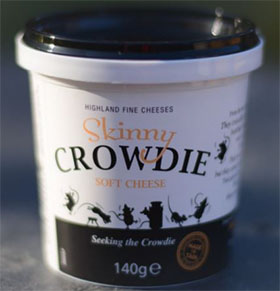 HIGHLAND FINE CHEESES
Skinny
CROWDIE
SOFT CHEESE
Seeking the Crowdie
140g℮